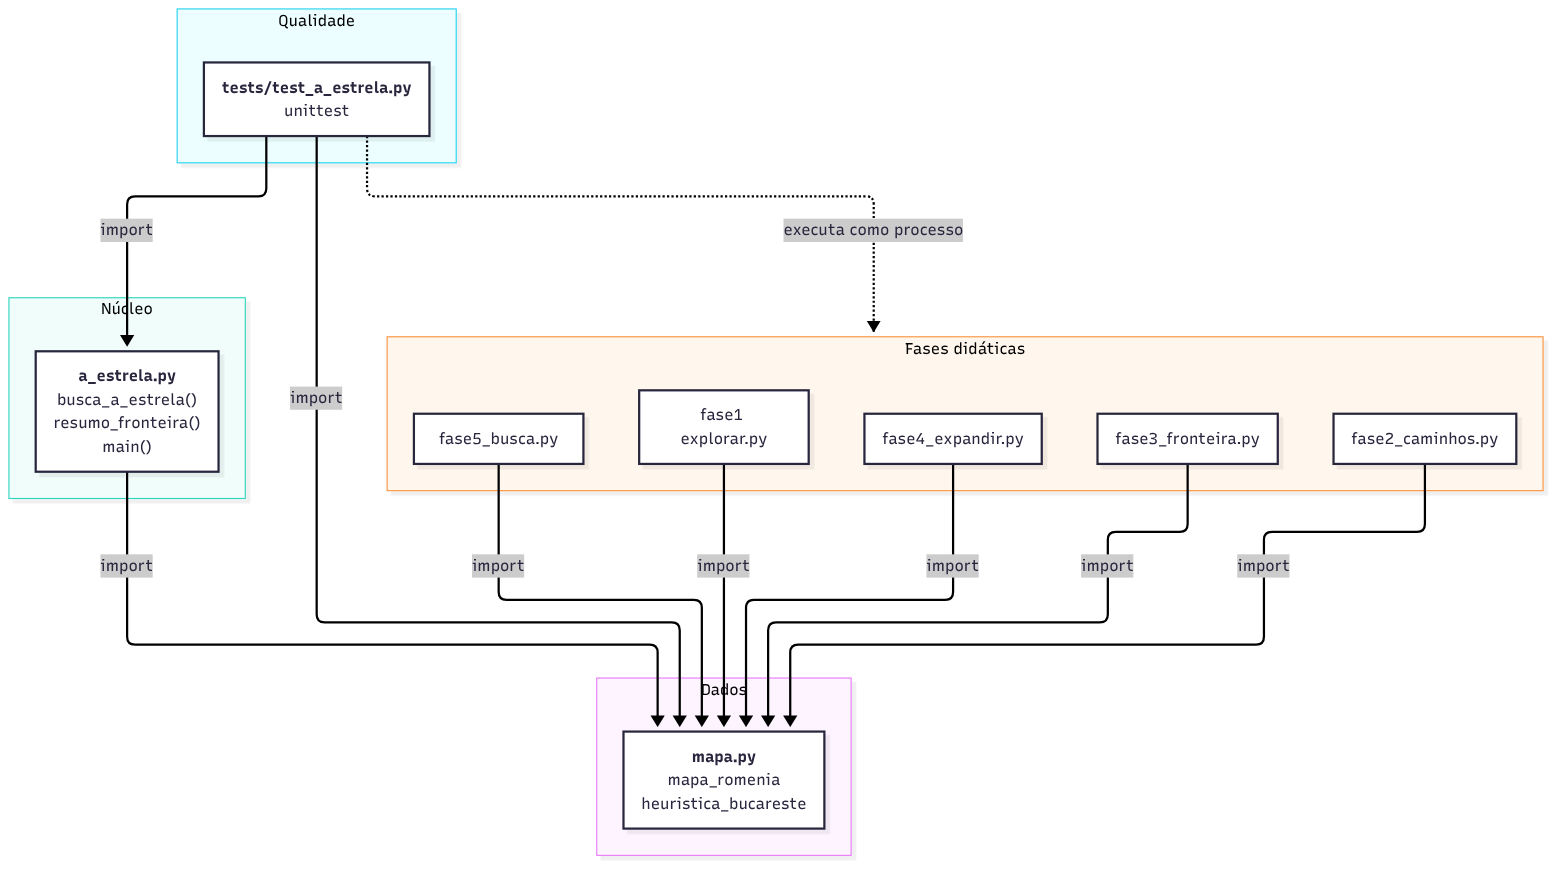 Qualidade
tests/test_a_estrela.py
unittest
import
executa como processo
Núcleo
a_estrela.py
busca_a_estrela()
resumo_fronteira()
main()
import
Fases didáticas
fase5_busca.py
fase1
explorar.py
fase4_expandir.py
fase3_fronteira.py
fase2_caminhos.py
import
import
import
import
import
import
Dados
mapa.py
mapa_romenia
heuristica_bucareste